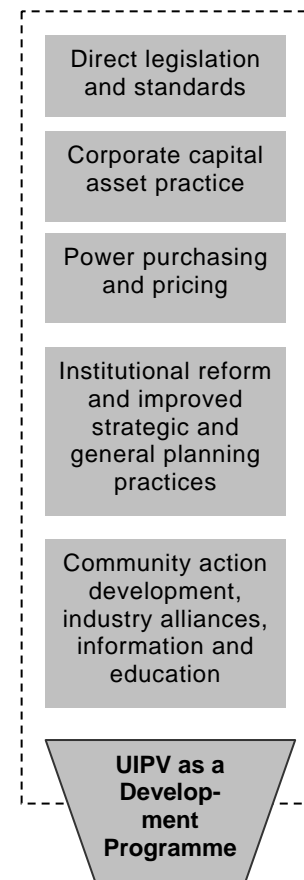 Direct legislation
and standards
Corporate capital
asset practice
Power purchasing
and pricing
Institutional reform
and improved
strategic and
general planning
practices
Community action
development,
industry alliances,
information and
education
UIPV as a
Develop-
ment
Programme